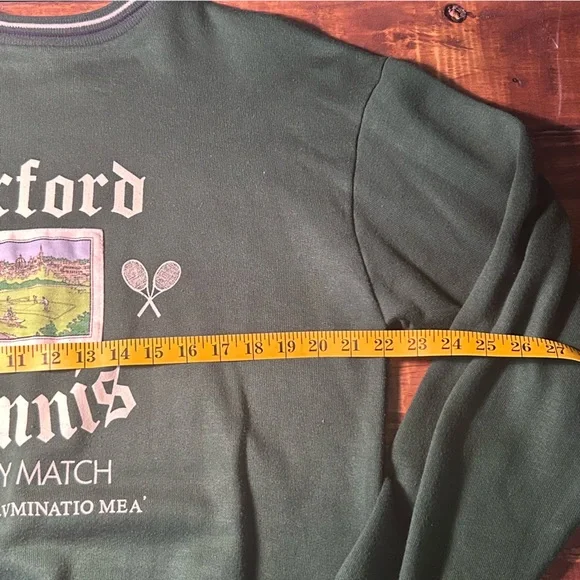 xford
11 12 13 14 15 16 17 18 19 20 21 22 23 24 25 26 27
nnis
Y MATCH
VMINATIO MEA'